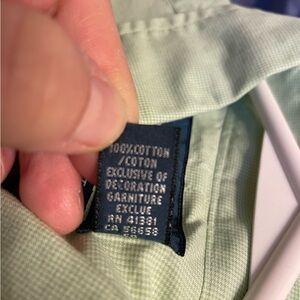 100%COTTON
/COTON
EXCLUSIVE OF
DECORATION
GARNITURE
EXCLUE
RN 41381
CA 56658